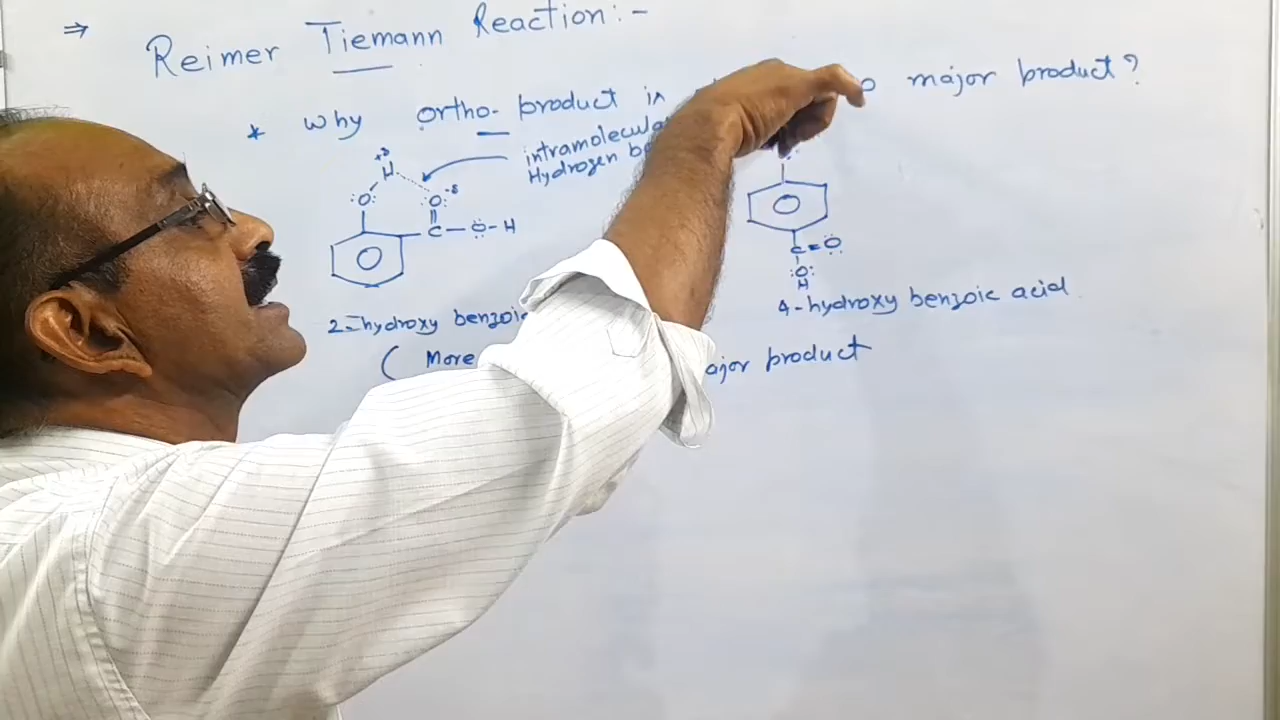 ⇒ Reimer Tiemann Reaction:-
* Why ortho- product is major product?
intramolecular
Hydrogen
+δ
H
:O: :O: -δ
C - Ö - H
C = Ö
:O:
H
2-hydroxy benzoic
4-hydroxy benzoic acid
( More product